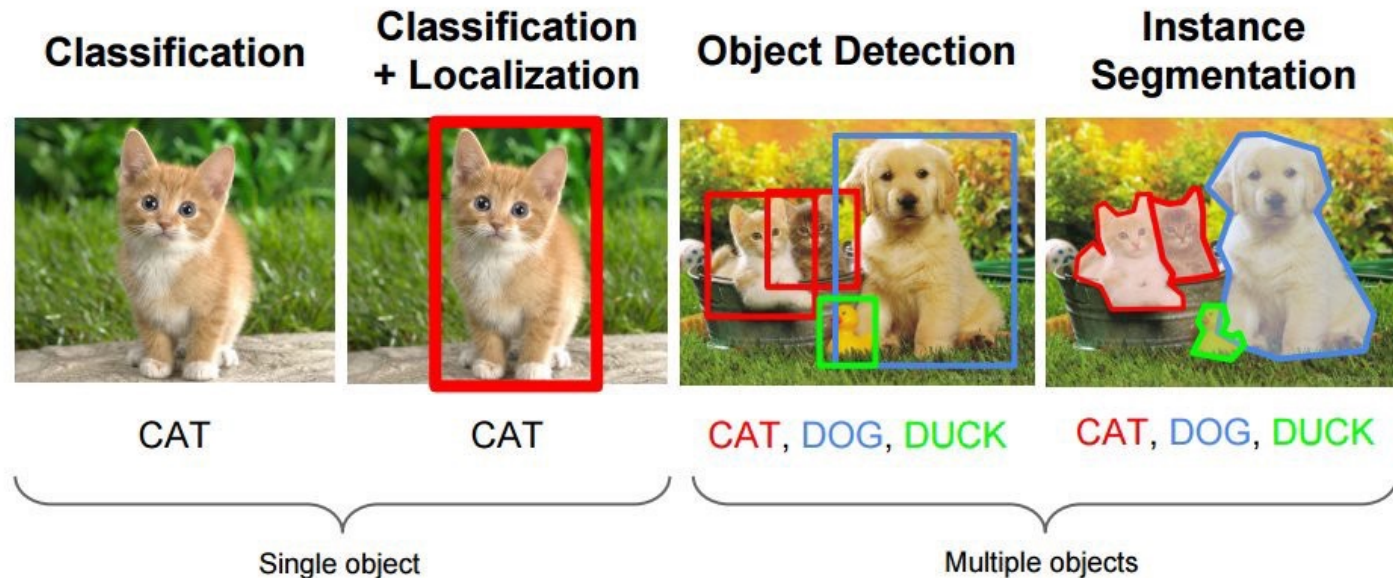 Classification
Classification
+ Localization
Object Detection
Instance
Segmentation
CAT
CAT
CAT, DOG, DUCK
CAT, DOG, DUCK
Single object
Multiple objects